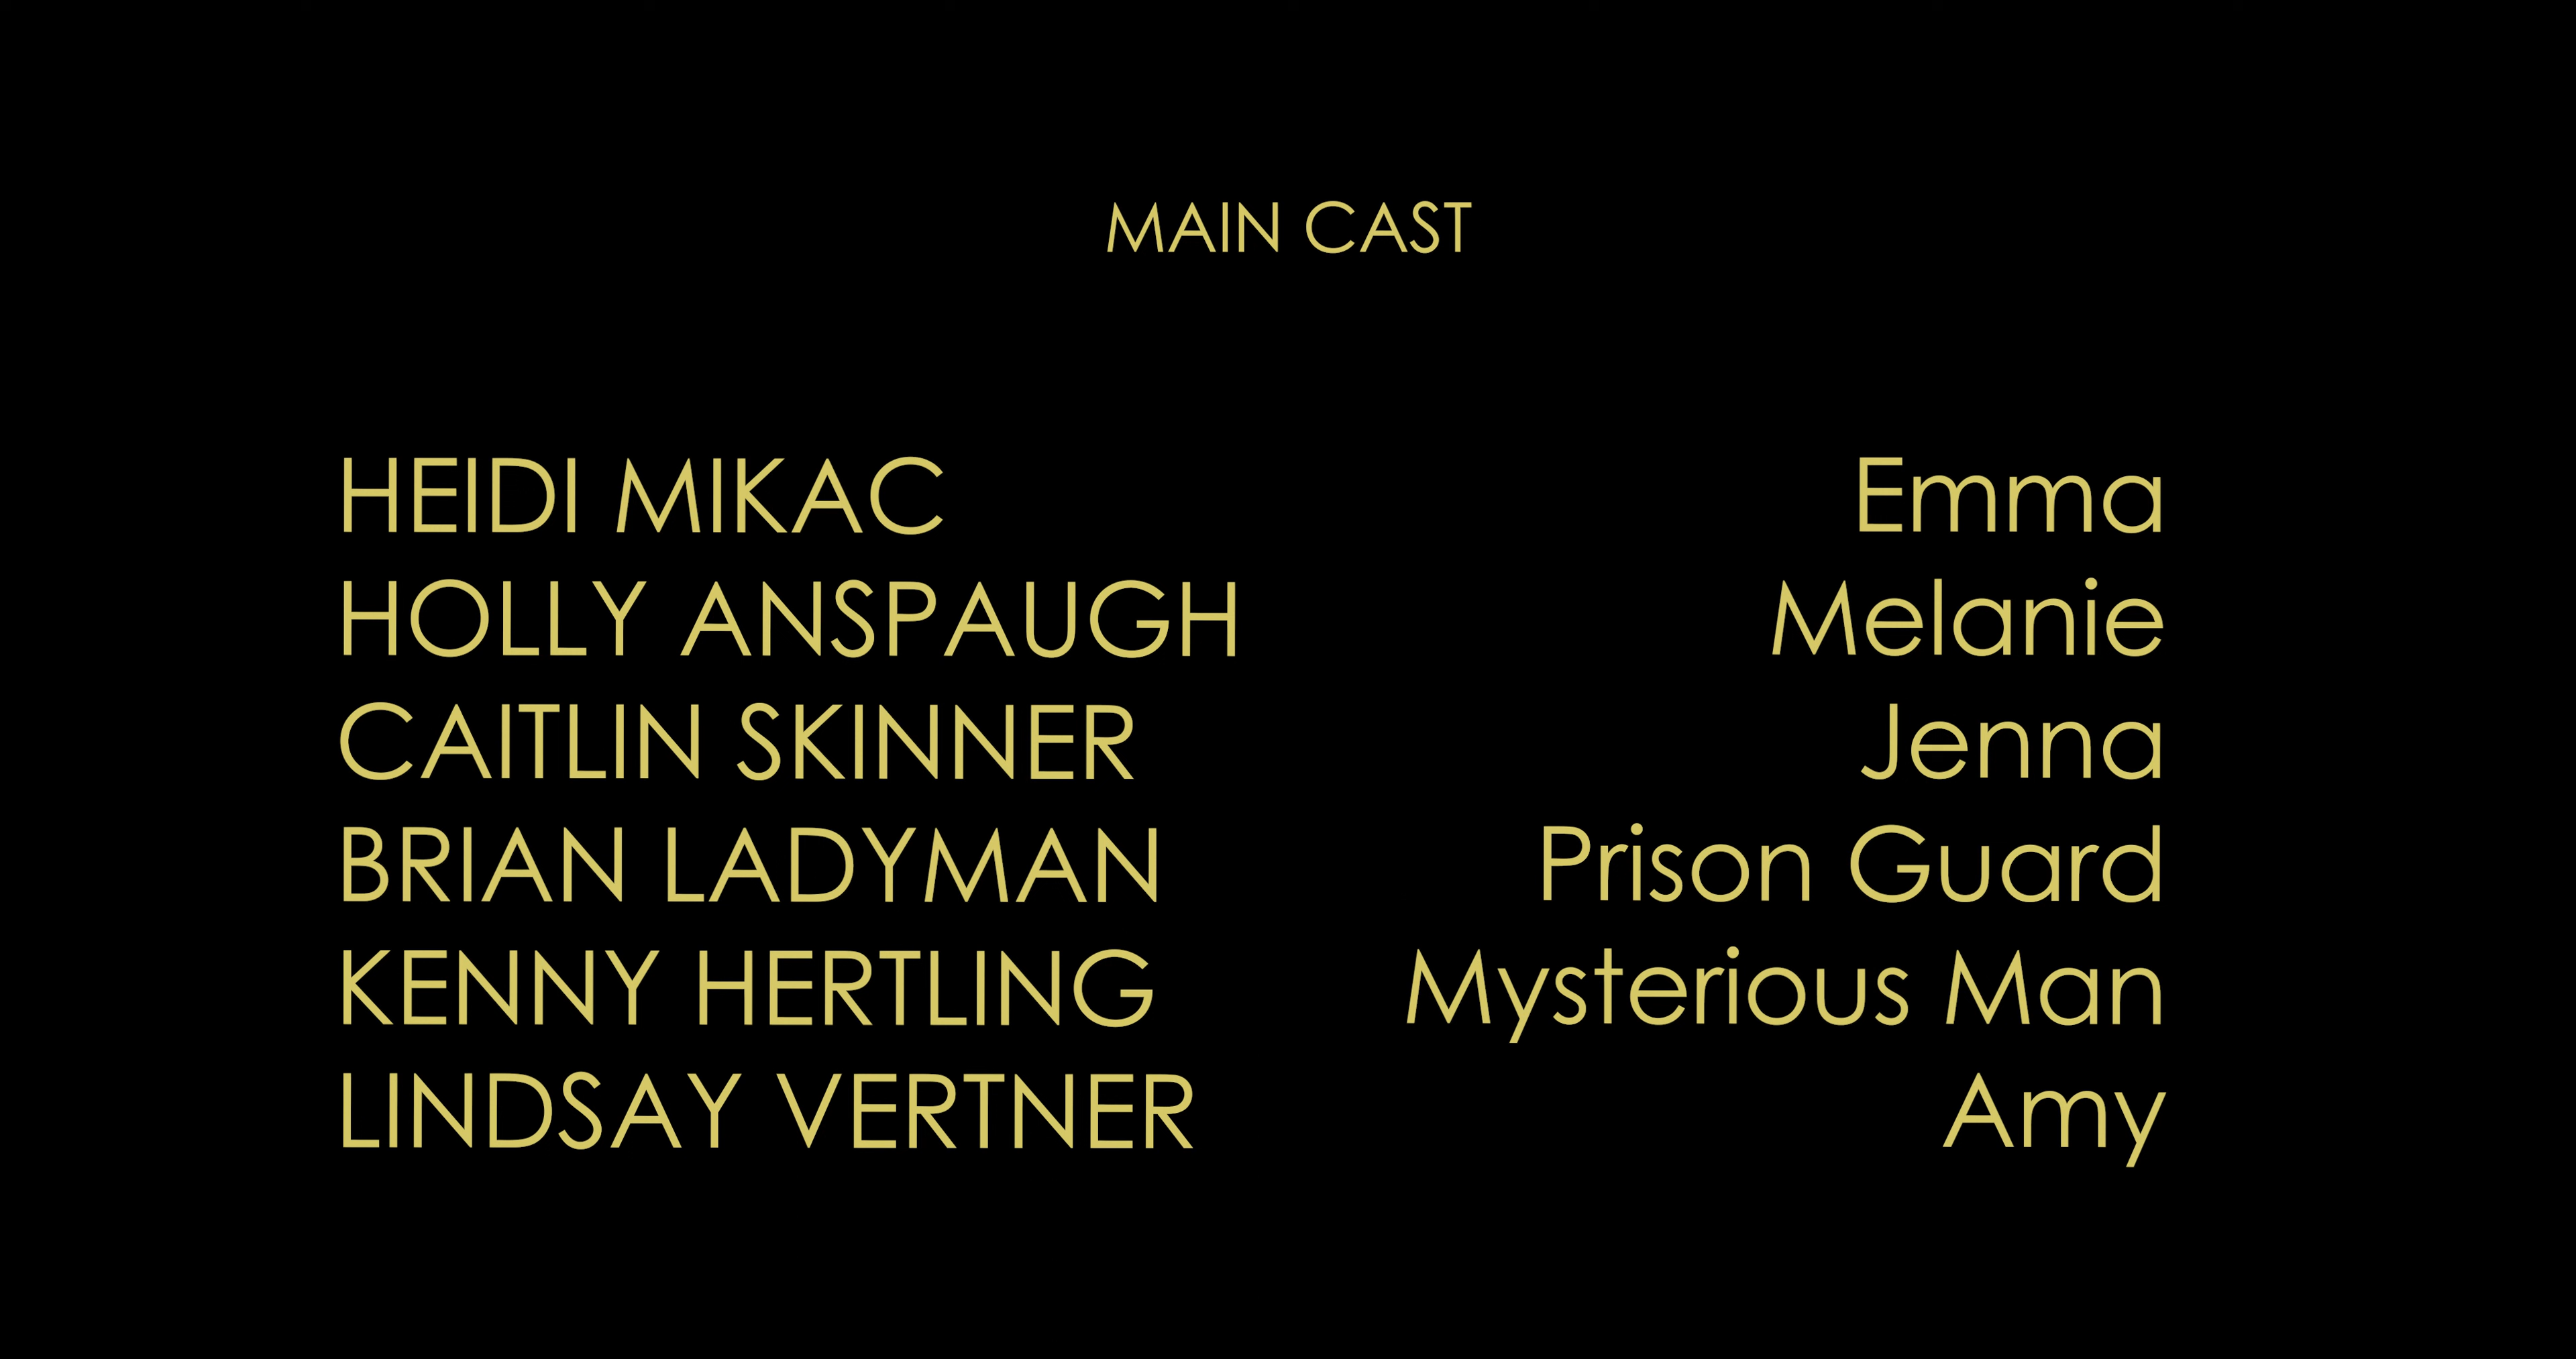 MAIN CAST
HEIDI MIKAC Emma
HOLLY ANSPAUGH Melanie
CAITLIN SKINNER Jenna
BRIAN LADYMAN Prison Guard
KENNY HERTLING Mysterious Man
LINDSAY VERTNER Amy